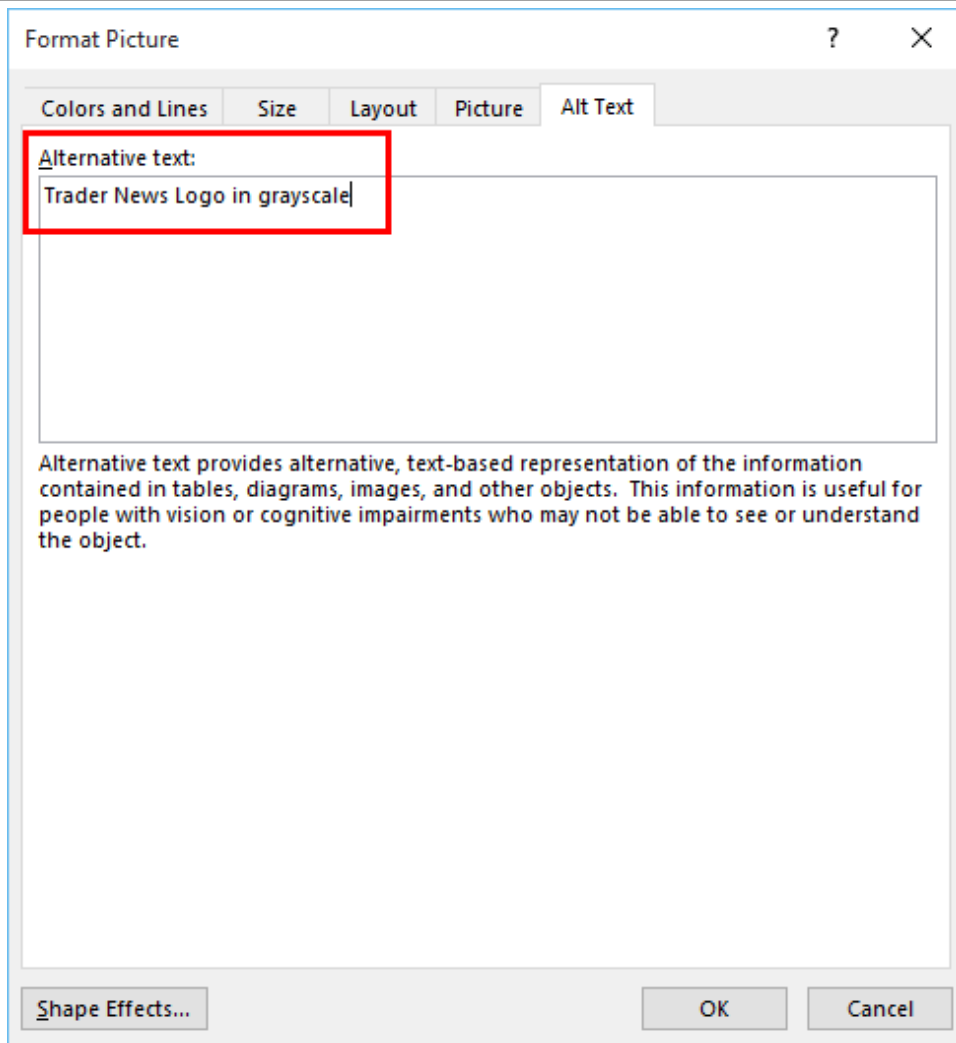 Format Picture ? X
Colors and Lines Size Layout Picture Alt Text
Alternative text:
Trader News Logo in grayscale
Alternative text provides alternative, text-based representation of the information
contained in tables, diagrams, images, and other objects. This information is useful for
people with vision or cognitive impairments who may not be able to see or understand
the object.
Shape Effects... OK Cancel